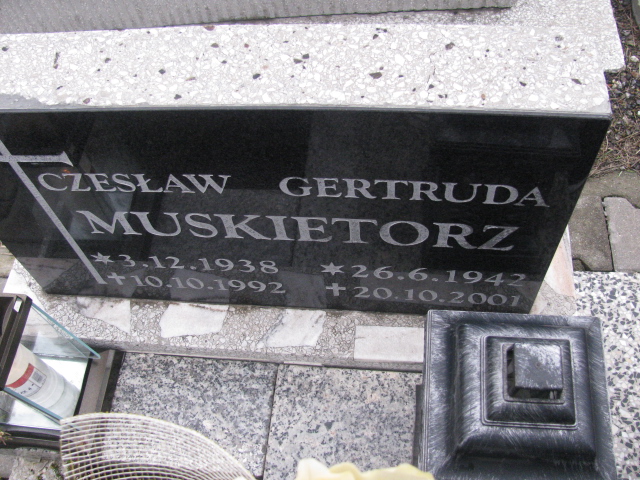 CZESŁAW GERTRUDA
MUSKIETORZ
*3.12.1938 *26.6.1942
+10.10.1992 +20.10.2001